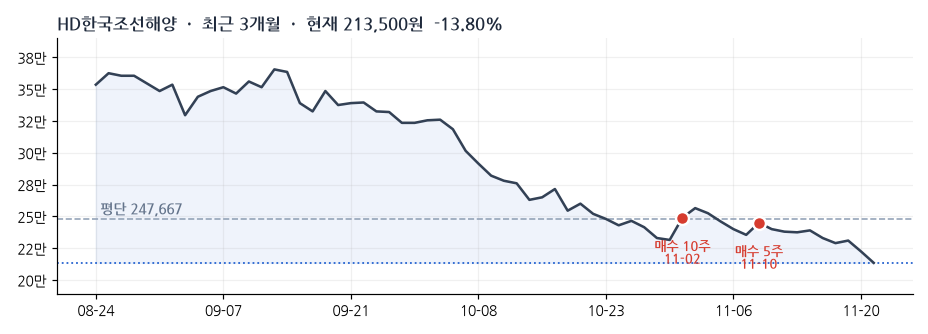 HD한국조선해양 · 최근 3개월 · 현재 213,500원 -13.80%
38만
35만
32만
30만
28만
25만
22만
20만
평단 247,667
매수 10주
11-02
매수 5주
11-10
08-24 09-07 09-21 10-08 10-23 11-06 11-20